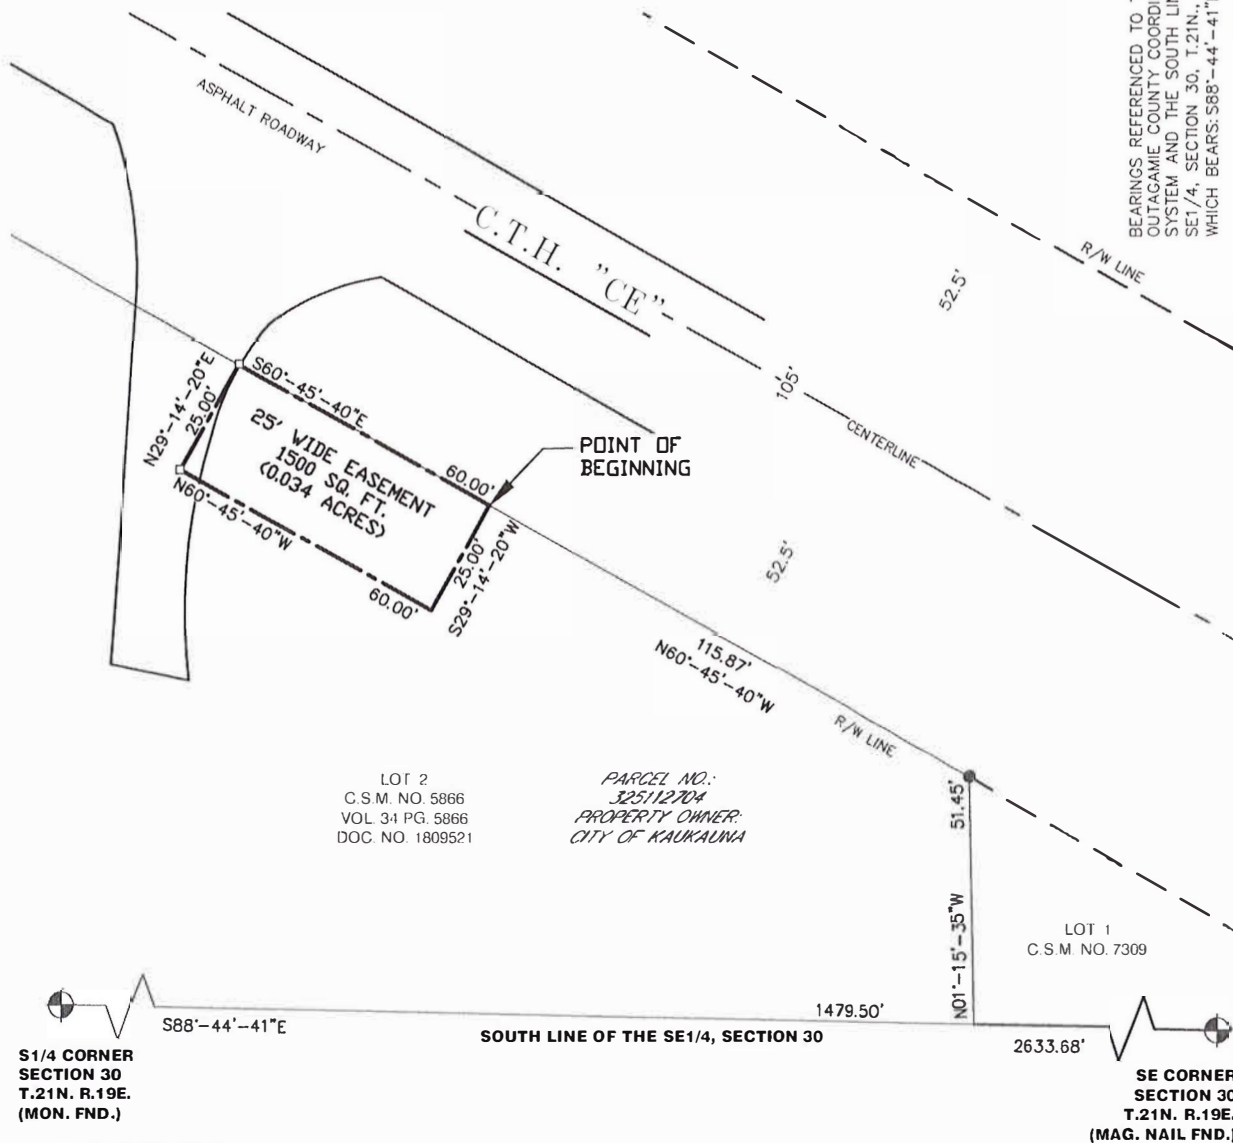 BEARINGS REFERENCED TO
OUTAGAMIE COUNTY
SYSTEM AND THE SOUTH
SE1/4, SECTION 30, T.21N.,
WHICH BEARS: S88°-44'-41"
ASPHALT ROADWAY
C.T.H. "CE"
R/W LINE
52.5'
105'
CENTERLINE
52.5'
N29°-14'-20"E
25.00'
S60°-45'-40"E
60.00'
25' WIDE EASEMENT
1500 SQ. FT.
(0.034 ACRES)
N60°-45'-40"W
60.00'
25.00'
S29°-14'-20"W
POINT OF
BEGINNING
115.87'
N60°-45'-40"W
R/W LINE
LOT 2
C.S.M. NO. 5866
VOL. 34 PG. 5866
DOC. NO. 1809521
PARCEL NO.:
325112704
PROPERTY OWNER:
CITY OF KAUKAUNA
51.45'
N01°-15'-35"W
LOT 1
C.S.M. NO. 7309
S88°-44'-41"E
1479.50'
SOUTH LINE OF THE SE1/4, SECTION 30
2633.68'
S1/4 CORNER
SECTION 30
T.21N. R.19E.
(MON. FND.)
SE CORNER
SECTION 30
T.21N. R.19E.
(MAG. NAIL FND.)